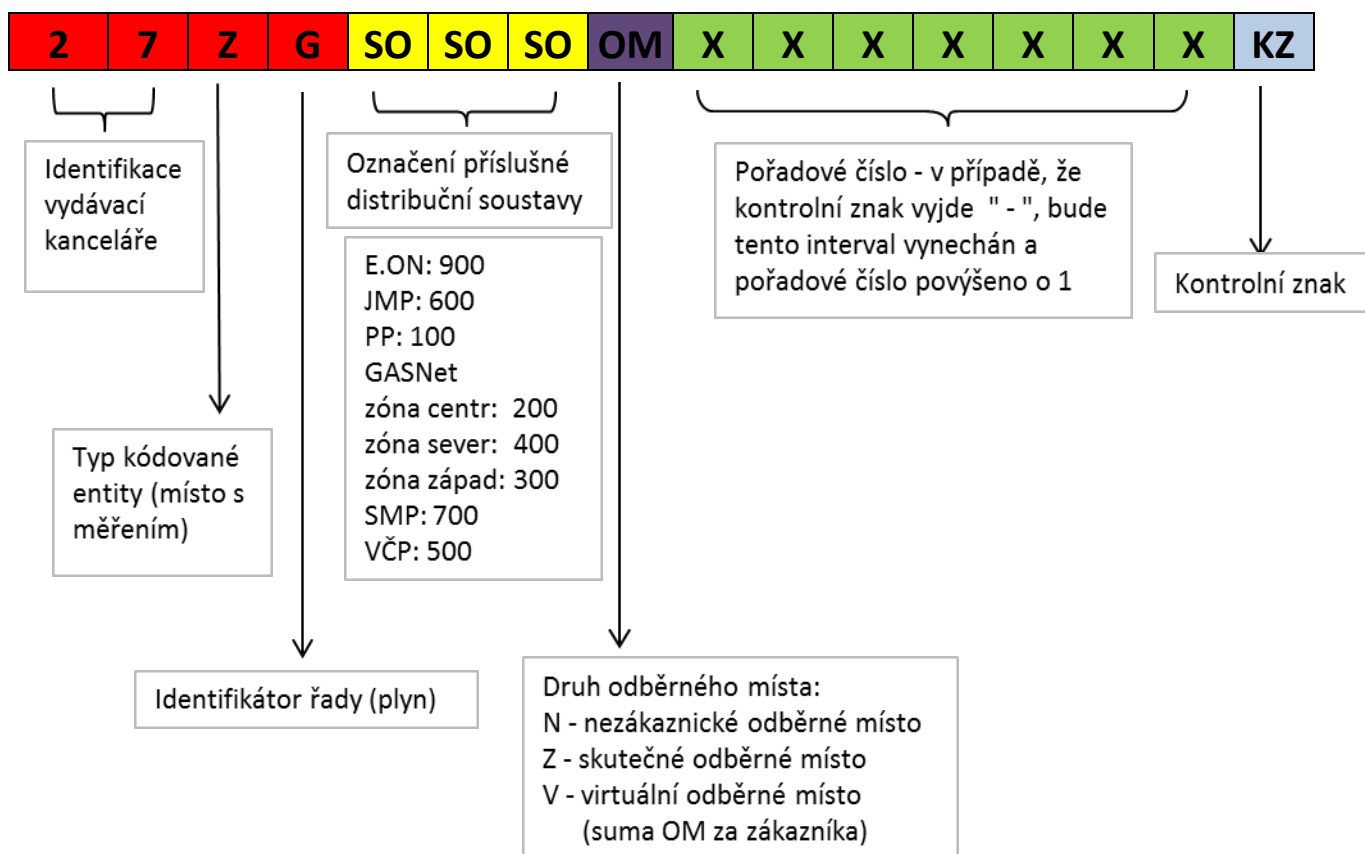 2 7 Z G SO SO SO OM X X X X X X X KZ
Identifikace
vydávací
kanceláře
Označení příslušné
distribuční soustavy
E.ON: 900
JMP: 600
PP: 100
GASNet
zóna centr: 200
zóna sever: 400
zóna západ: 300
SMP: 700
VČP: 500
Pořadové číslo - v případě, že
kontrolní znak vyjde " - ", bude
tento interval vynechán a
pořadové číslo povýšeno o 1
Kontrolní znak
Typ kódované
entity (místo s
měřením)
Identifikátor řady (plyn)
Druh odběrného místa:
N - nezákaznické odběrné místo
Z - skutečné odběrné místo
V - virtuální odběrné místo
(suma OM za zákazníka)